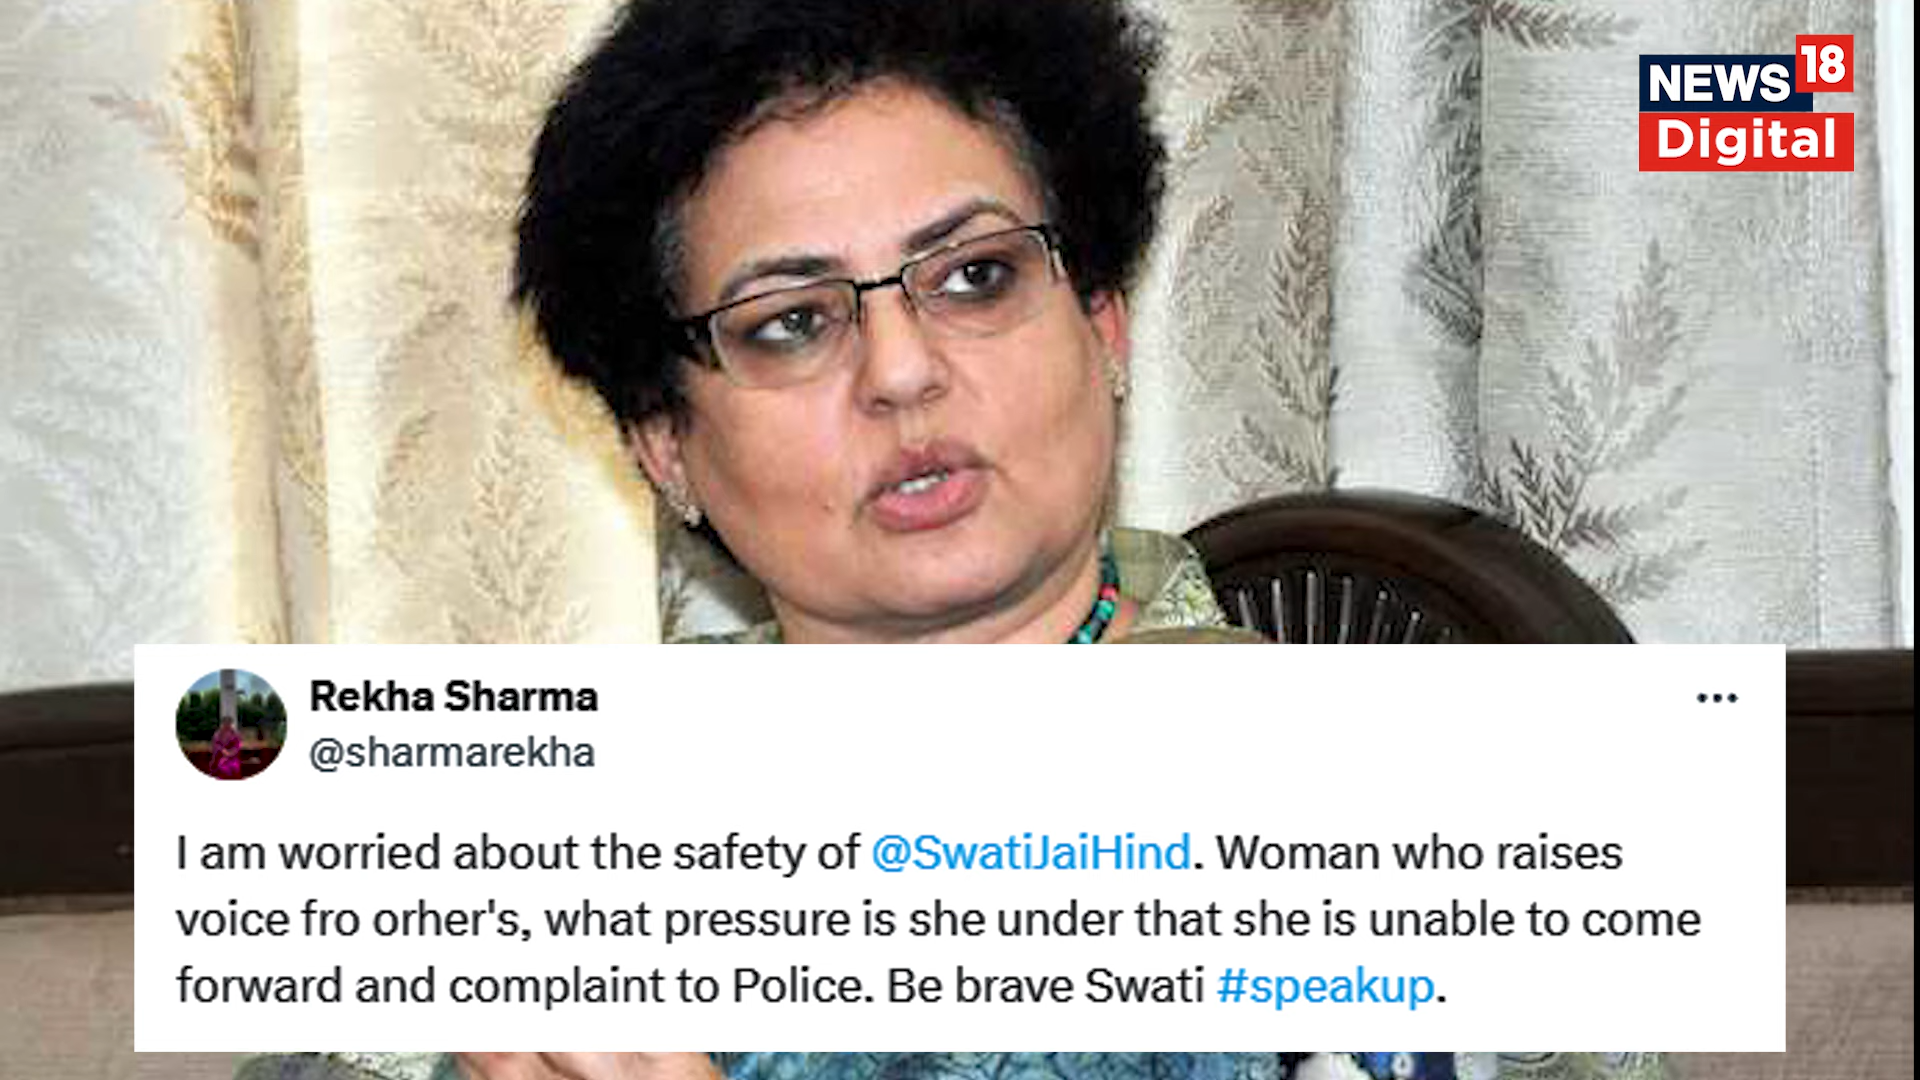 NEWS 18
Digital
Rekha Sharma
@sharmarekha
I am worried about the safety of @SwatiJaiHind. Woman who raises
voice fro orher's, what pressure is she under that she is unable to come
forward and complaint to Police. Be brave Swati #speakup.